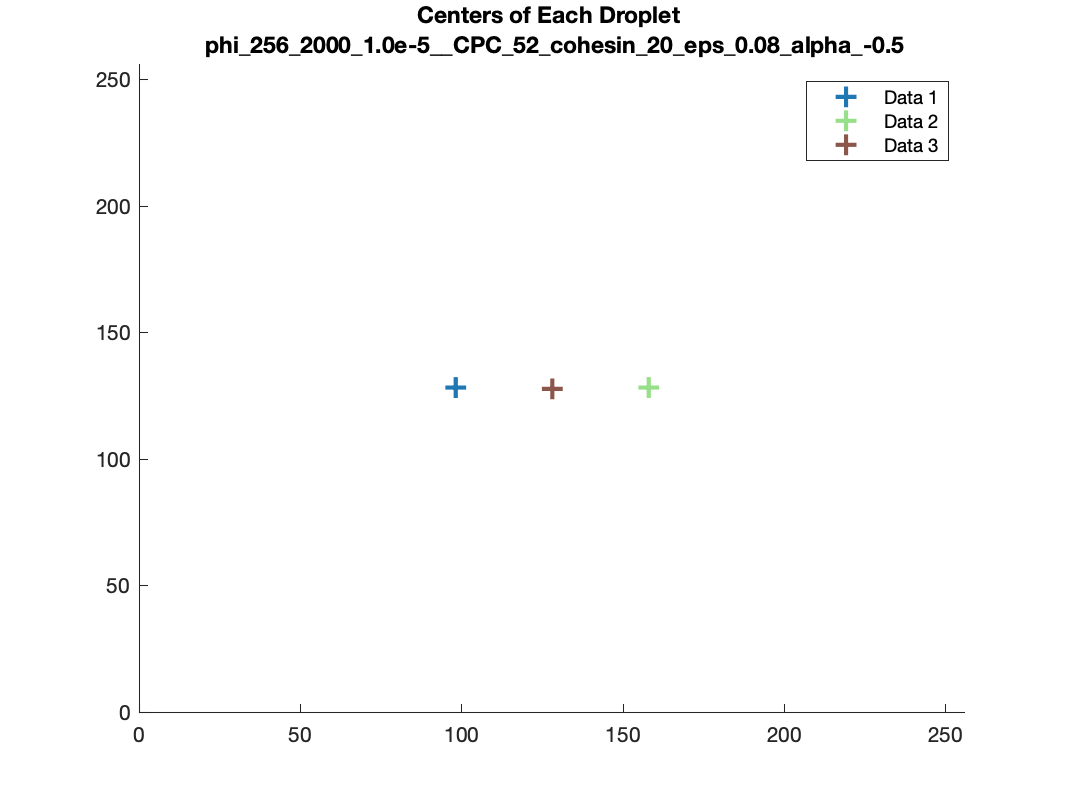 Centers of Each Droplet
phi_256_2000_1.0e-5__CPC_52_cohesin_20_eps_0.08_alpha_-0.5
250
200
150
100
50
0
Data 1
Data 2
Data 3
0 50 100 150 200 250